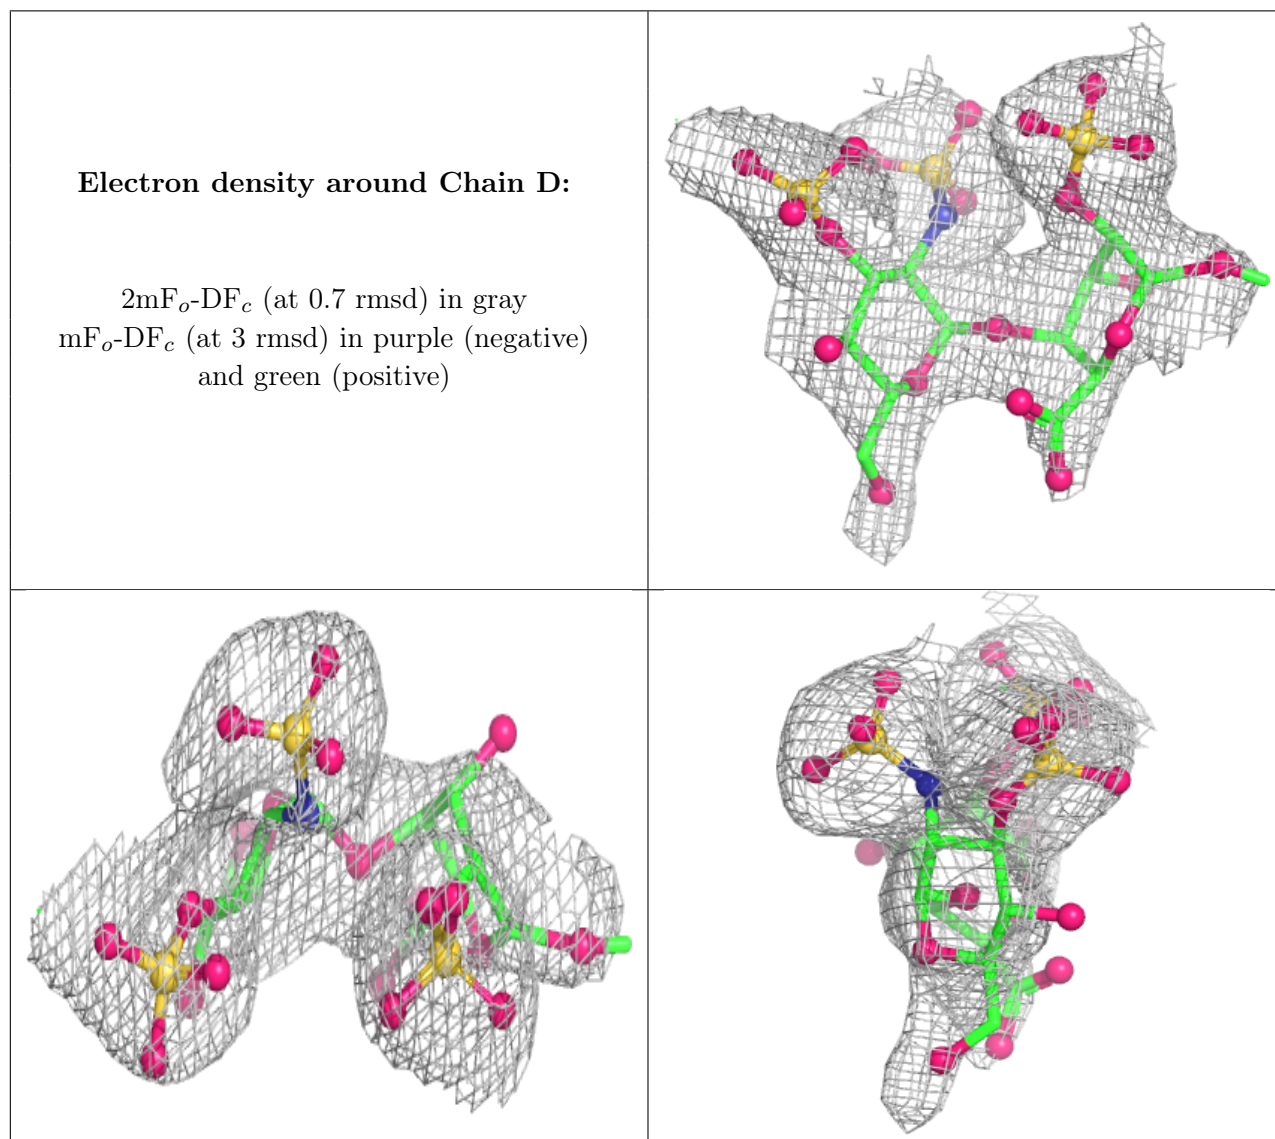 Electron density around Chain D:
2mFₒ-DF𝒸 (at 0.7 rmsd) in gray
mFₒ-DF𝒸 (at 3 rmsd) in purple (negative)
and green (positive)